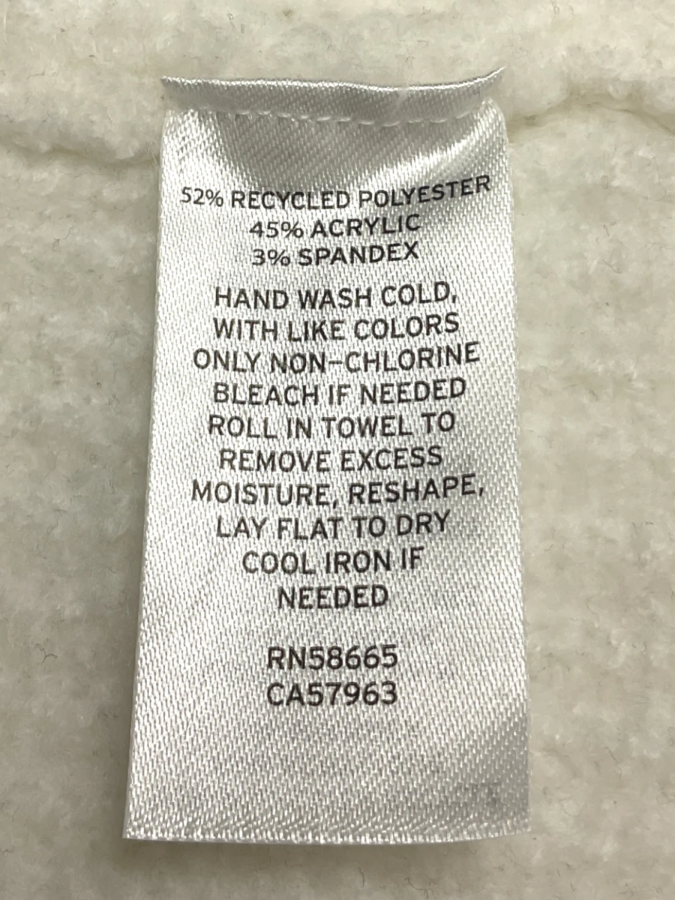 52% RECYCLED POLYESTER
45% ACRYLIC
3% SPANDEX
HAND WASH COLD,
WITH LIKE COLORS
ONLY NON-CHLORINE
BLEACH IF NEEDED
ROLL IN TOWEL TO
REMOVE EXCESS
MOISTURE, RESHAPE,
LAY FLAT TO DRY
COOL IRON IF
NEEDED
RN58665
CA57963